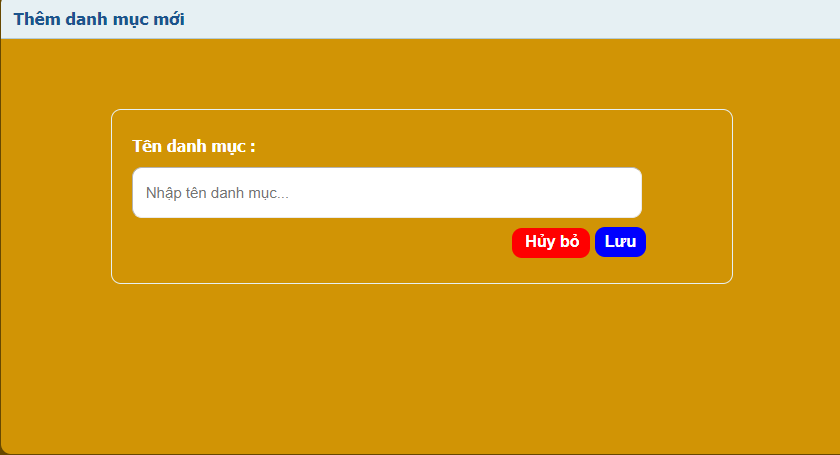 Thêm danh mục mới
Tên danh mục :
Nhập tên danh mục...
Hủy bỏ Lưu